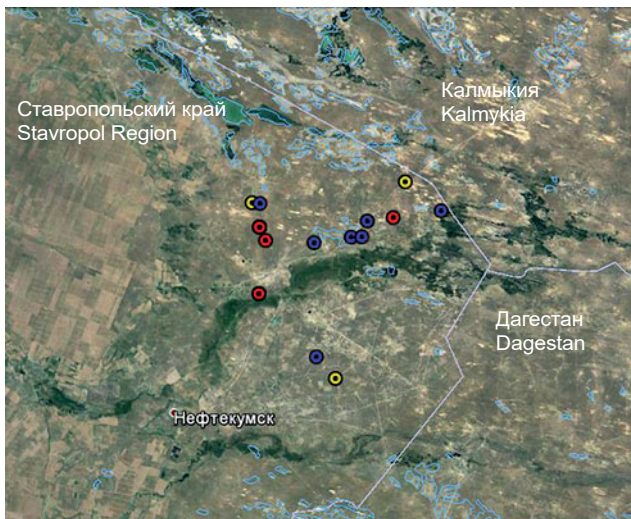 Калмыкия
Kalmykia
Ставропольский край
Stavropol Region
Дагестан
Dagestan
Нефтекумск